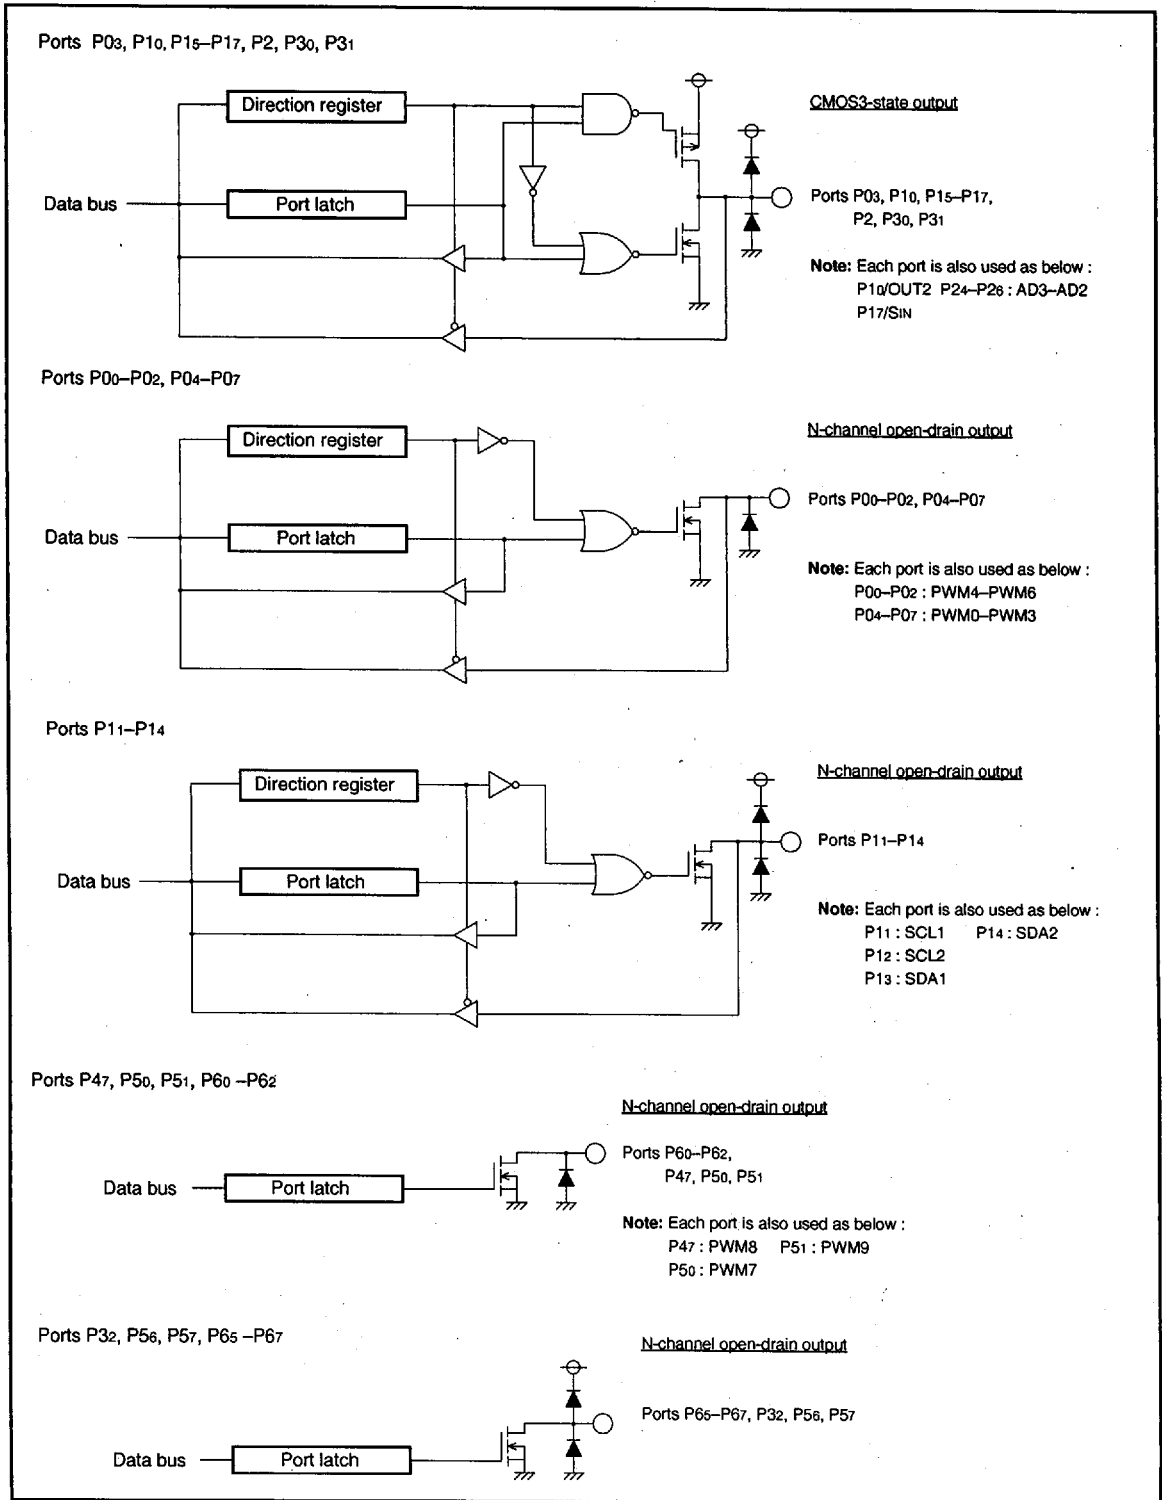 Ports P03, P10, P15–P17, P2, P30, P31
Direction register
CMOS3-state output
Data bus
Port latch
Ports P03, P10, P15–P17,
P2, P30, P31
Note: Each port is also used as below :
P10/OUT2 P24–P26 : AD3–AD2
P17/SIN
Ports P00–P02, P04–P07
Direction register
N-channel open-drain output
Data bus
Port latch
Ports P00–P02, P04–P07
Note: Each port is also used as below :
P00–P02 : PWM4–PWM6
P04–P07 : PWM0–PWM3
Ports P11–P14
Direction register
N-channel open-drain output
Data bus
Port latch
Ports P11–P14
Note: Each port is also used as below :
P11 : SCL1 P14 : SDA2
P12 : SCL2
P13 : SDA1
Ports P47, P50, P51, P60 –P62
N-channel open-drain output
Data bus
Port latch
Ports P60–P62,
P47, P50, P51
Note: Each port is also used as below :
P47 : PWM8 P51 : PWM9
P50 : PWM7
Ports P32, P56, P57, P65 –P67
N-channel open-drain output
Data bus
Port latch
Ports P65–P67, P32, P56, P57